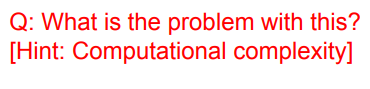 Q: What is the problem with this?
[Hint: Computational complexity]